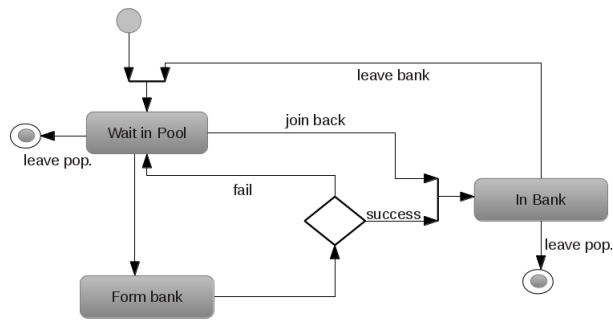 leave bank
Wait in Pool
join back
leave pop.
fail
success
In Bank
leave pop.
Form bank